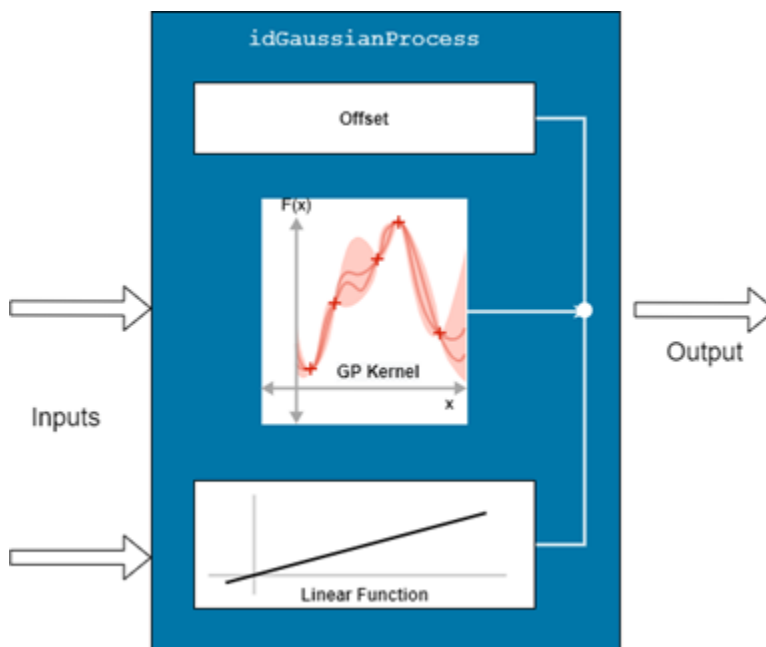 idGaussianProcess
Offset
F(x)
GP Kernel
x
Inputs
Output
Linear Function